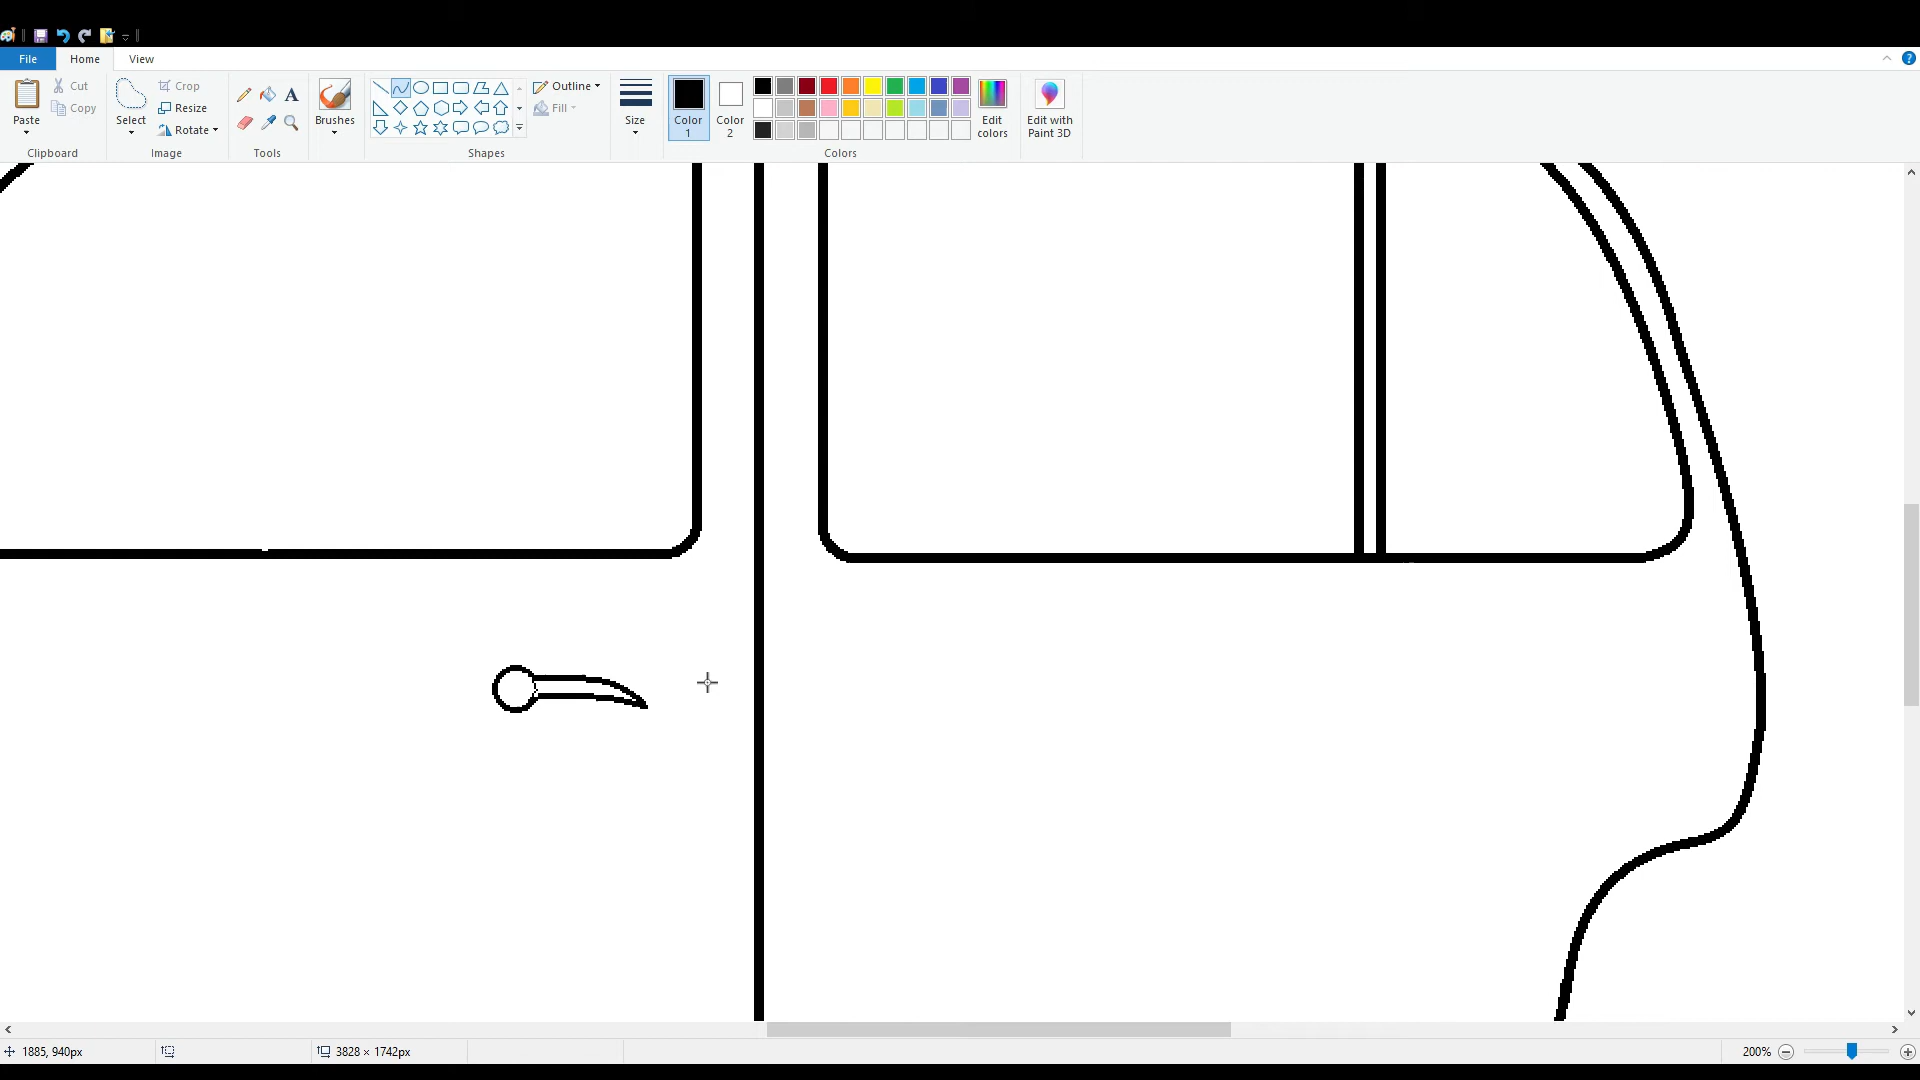 File Home View
Paste Cut Copy
Select Crop Resize Rotate
A
Brushes
Outline Fill
Size
Color 1 Color 2
Edit colors
Edit with Paint 3D
Clipboard Image Tools Shapes Colors
1885, 940px 3828 × 1742px 200%